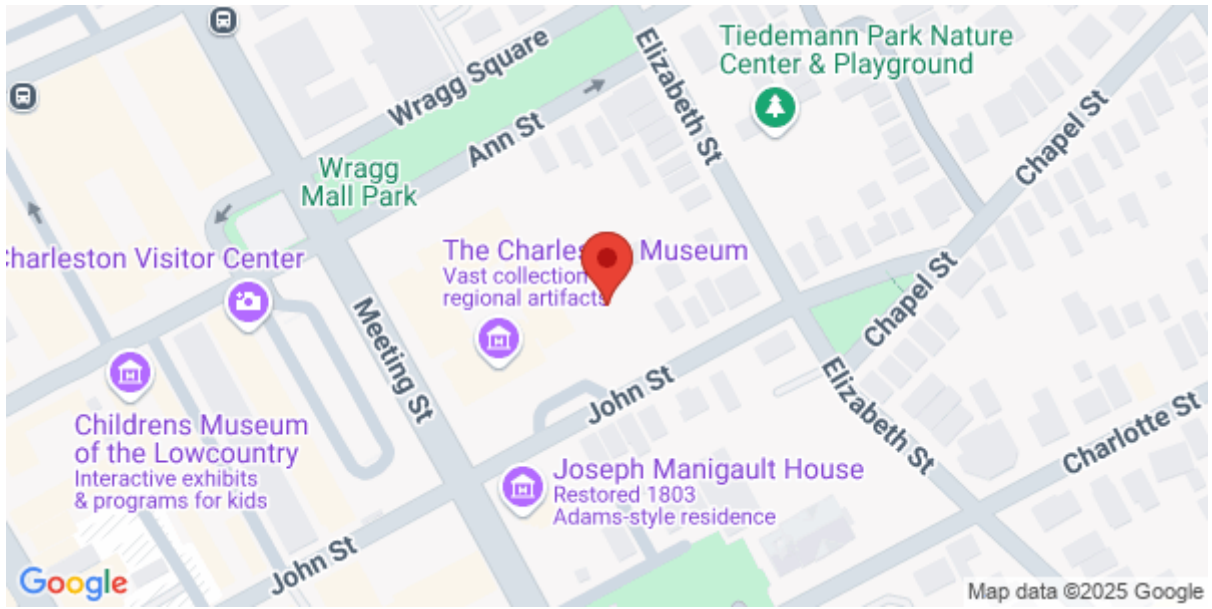 Wragg Square
Ann St
Elizabeth St
Tiedemann Park Nature
Center & Playground
Chapel St
Wragg
Mall Park
Charleston Visitor Center
The Charles Museum
Vast collection
regional artifacts
Chapel St
Meeting St
John St
Elizabeth St
Charlotte St
Childrens Museum
of the Lowcountry
Interactive exhibits
& programs for kids
Joseph Manigault House
Restored 1803
Adams-style residence
John St
Google
Map data ©2025 Google